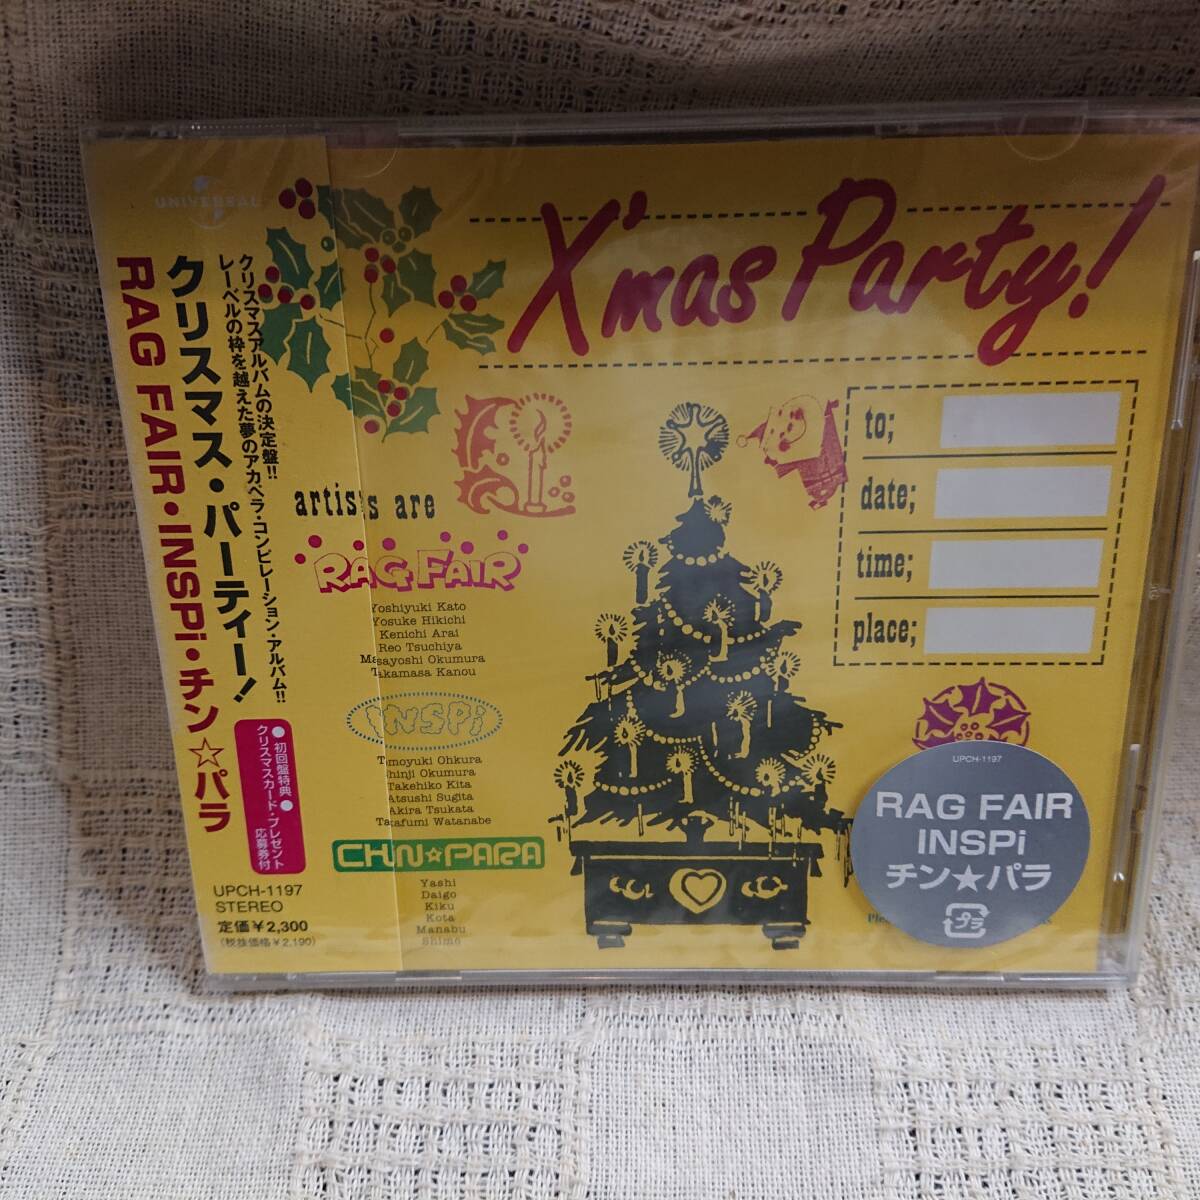 UNIVERSAL
クリスマスアルバムの決定盤!!
レーベルの枠を越えた夢のアカペラ・コンピレーション・アルバム!!
クリスマス・パーティー!
RAG FAIR・INSPi・チン☆パラ
●初回盤特典●
クリスマスカード・プレゼント
応募券付
UPCH-1197
STEREO
定価¥2,300
(税抜価格¥2,190)
X'mas Party!
to;
date;
time;
place;
artists are
RAG FAIR
Yoshiyuki Kato
Yosuke Hikichi
Kenichi Arai
Reo Tsuchiya
Masayoshi Okumura
Takamasa Kanou
INSPi
Tomoyuki Ohkura
Shinji Okumura
Takehiko Kita
Atsushi Sugita
Akira Tsukata
Takafumi Watanabe
CHIN☆PARA
Yashi
Daigo
Kiku
Kota
Manabu
Shime
UPCH-1197
RAG FAIR
INSPi
チン★パラ
プラ